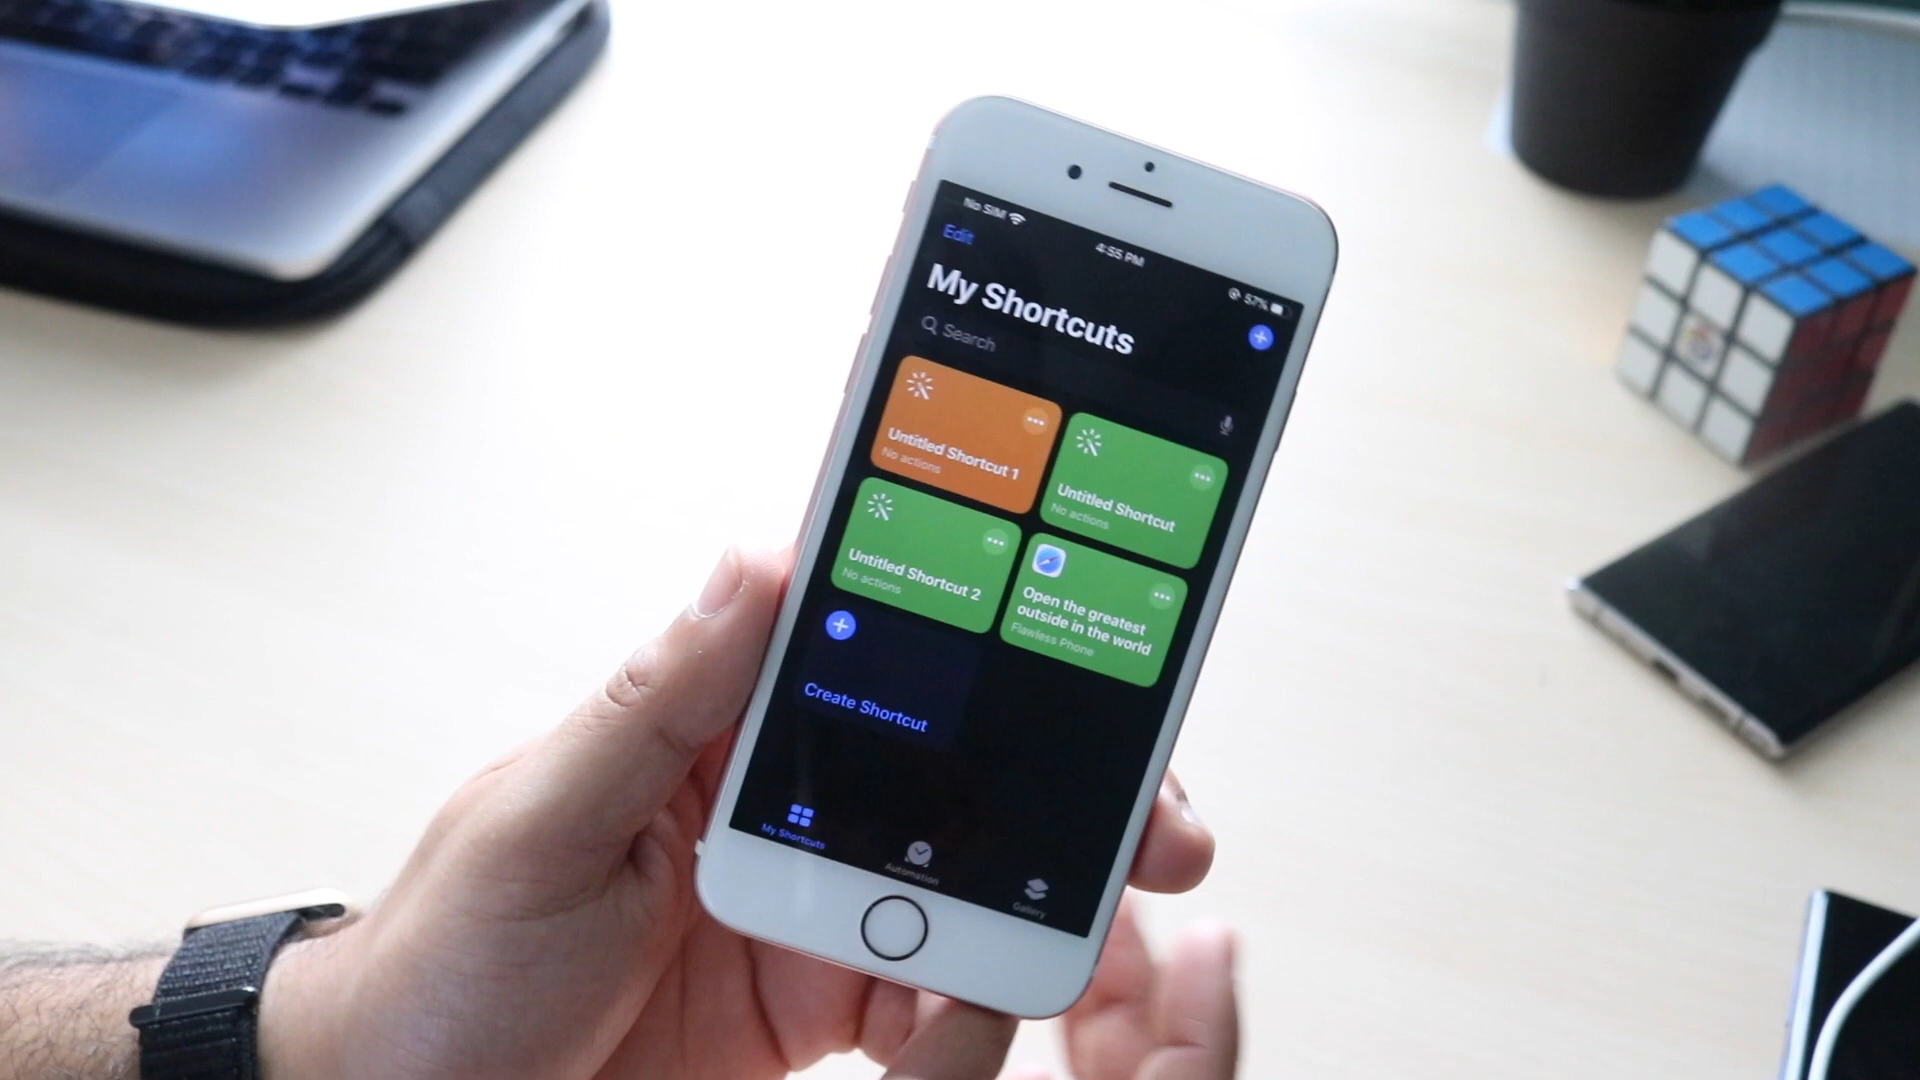 No SIM
4:55 PM
57%
Edit
My Shortcuts
Search
Untitled Shortcut 1
No actions
Untitled Shortcut
No actions
Untitled Shortcut 2
No actions
Open the greatest
outside in the world
Flawless Phone
Create Shortcut
My Shortcuts
Automation
Gallery